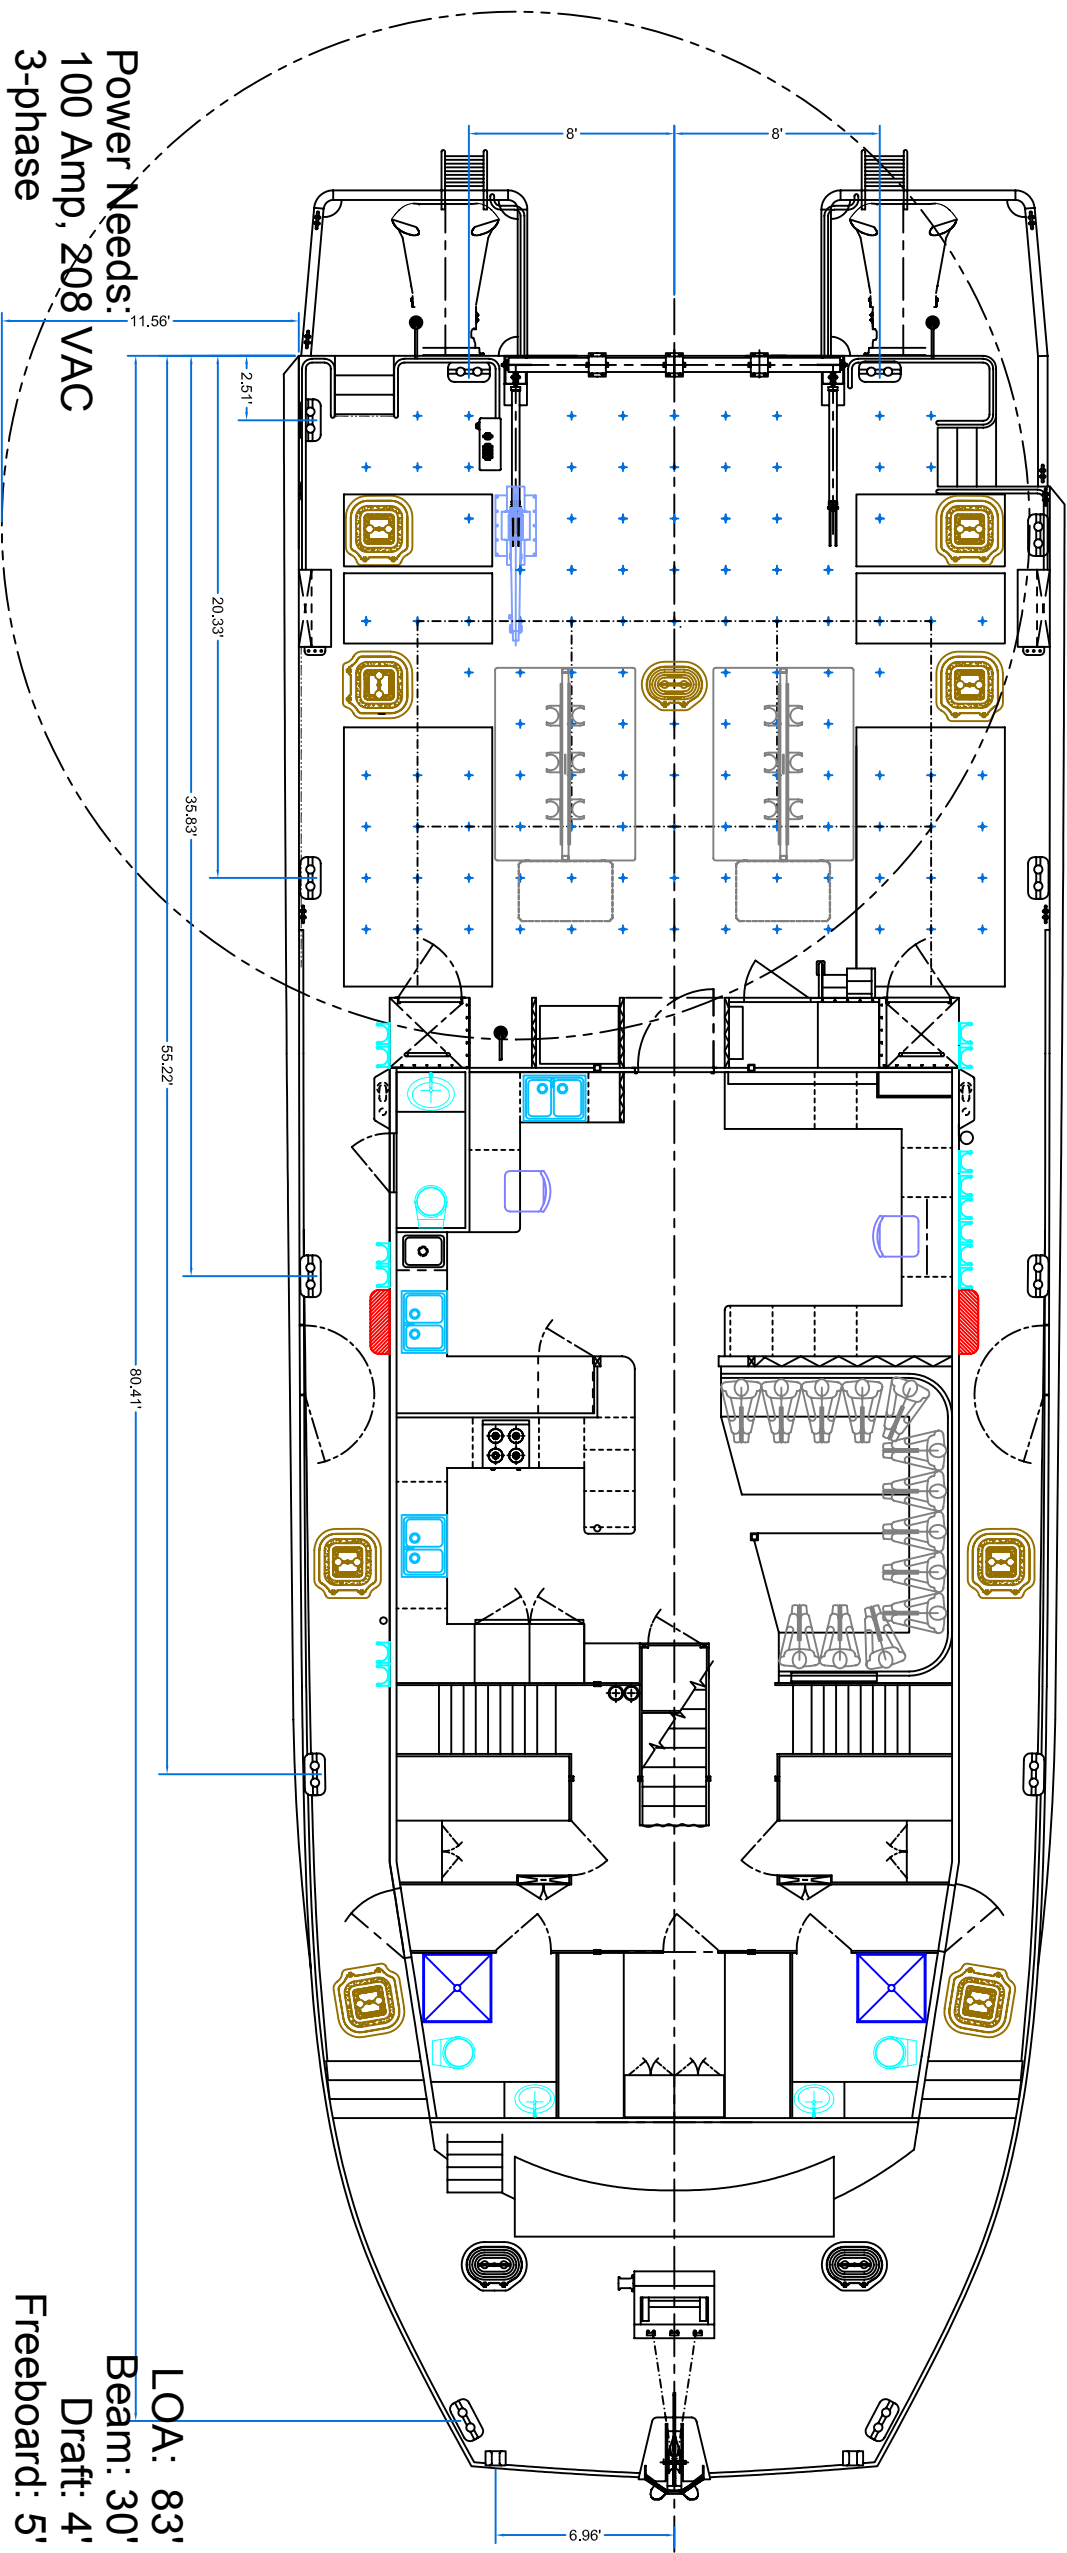 Power Needs:
100 Amp, 208 VAC
3-phase
8'
8'
11.56'
2.51'
20.33'
35.83'
55.22'
80.41'
6.96'
LOA: 83'
Beam: 30'
Draft: 4'
Freeboard: 5'